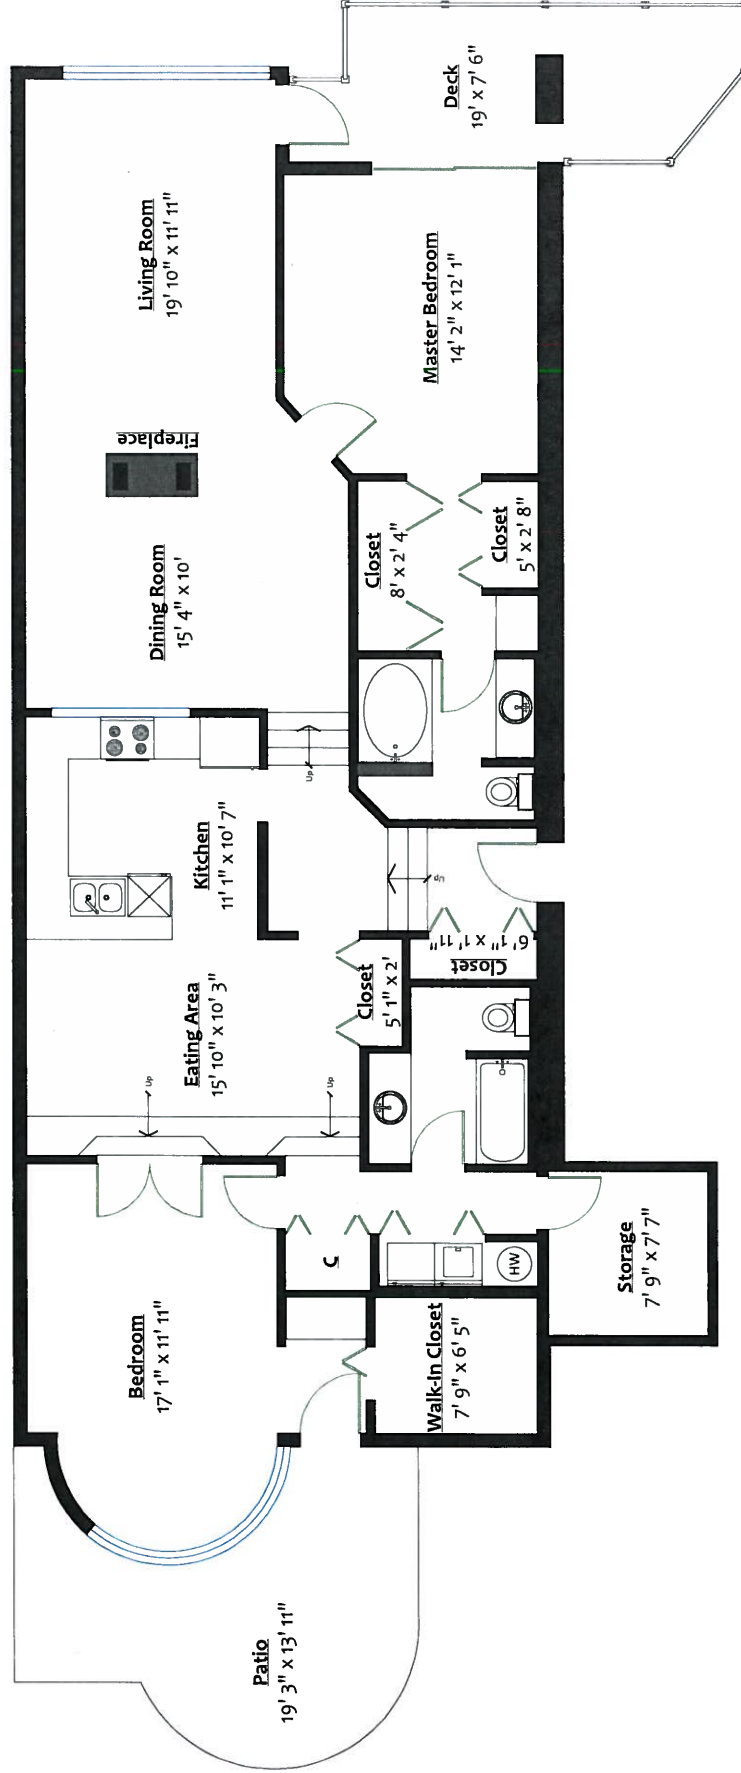 Patio
19' 3" x 13' 11"
Bedroom
17' 1" x 11' 11"
Walk-In Closet
7' 9" x 6' 5"
C
HW
Storage
7' 9" x 7' 7"
Up
Up
Eating Area
15' 10" x 10' 3"
Closet
5' 1" x 2'
Closet
6' 1" x 1' 11"
Kitchen
11' 1" x 10' 7"
Up
Up
Dining Room
15' 4" x 10'
Fireplace
Closet
8' x 2' 4"
Closet
5' x 2' 8"
Living Room
19' 10" x 11' 11"
Master Bedroom
14' 2" x 12' 1"
Deck
19' x 7' 6"